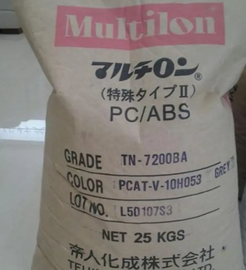 Multilon
マルチロン®
(特殊タイプⅡ)
PC/ABS
GRADE TN-7200BA
COLOR PCAT-V-10H053 GREY
LOT NO. L5D107S3
NET 25 KGS
帝人化成株式会社